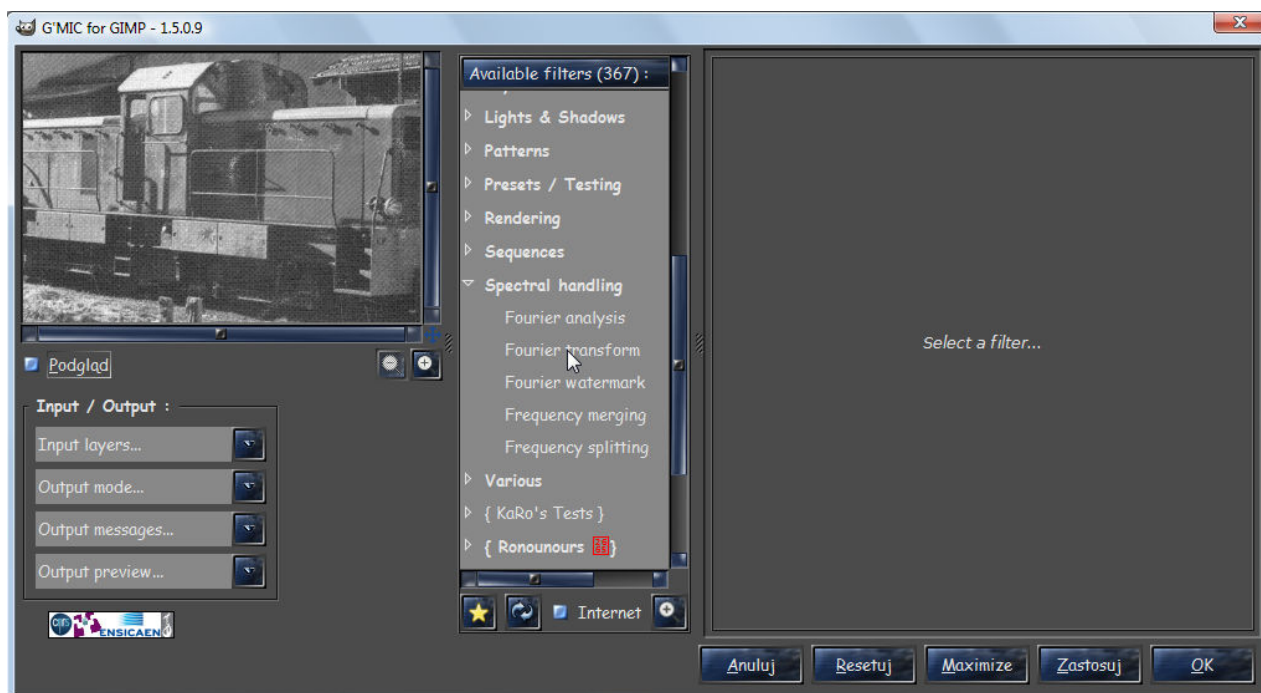 G'MIC for GIMP - 1.5.0.9
Available filters (367) :
Lights & Shadows
Patterns
Presets / Testing
Rendering
Sequences
Spectral handling
Fourier analysis
Fourier transform
Fourier watermark
Frequency merging
Frequency splitting
Various
{ KaRo's Tests }
{ Ronounours }
Internet
Podgląd
Input / Output :
Input layers...
Output mode...
Output messages...
Output preview...
ENSICAEN
Select a filter...
Anuluj
Resetuj
Maximize
Zastosuj
OK